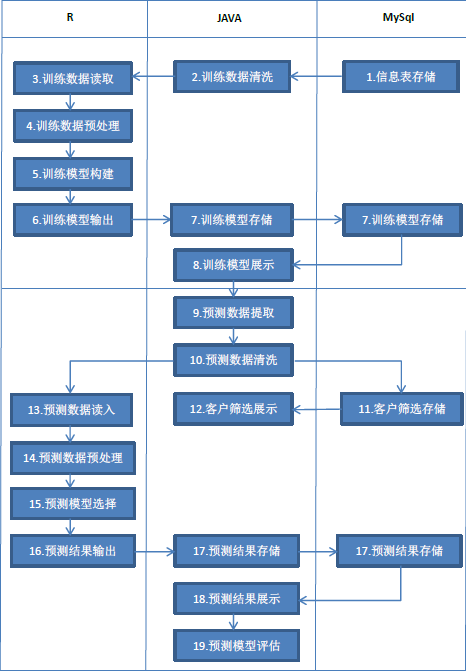 R JAVA MySql
3.训练数据读取 2.训练数据清洗 1.信息表存储
4.训练数据预处理
5.训练模型构建
6.训练模型输出 7.训练模型存储 7.训练模型存储
8.训练模型展示
9.预测数据提取
10.预测数据清洗
13.预测数据读入 12.客户筛选展示 11.客户筛选存储
14.预测数据预处理
15.预测模型选择
16.预测结果输出 17.预测结果存储 17.预测结果存储
18.预测结果展示
19.预测模型评估